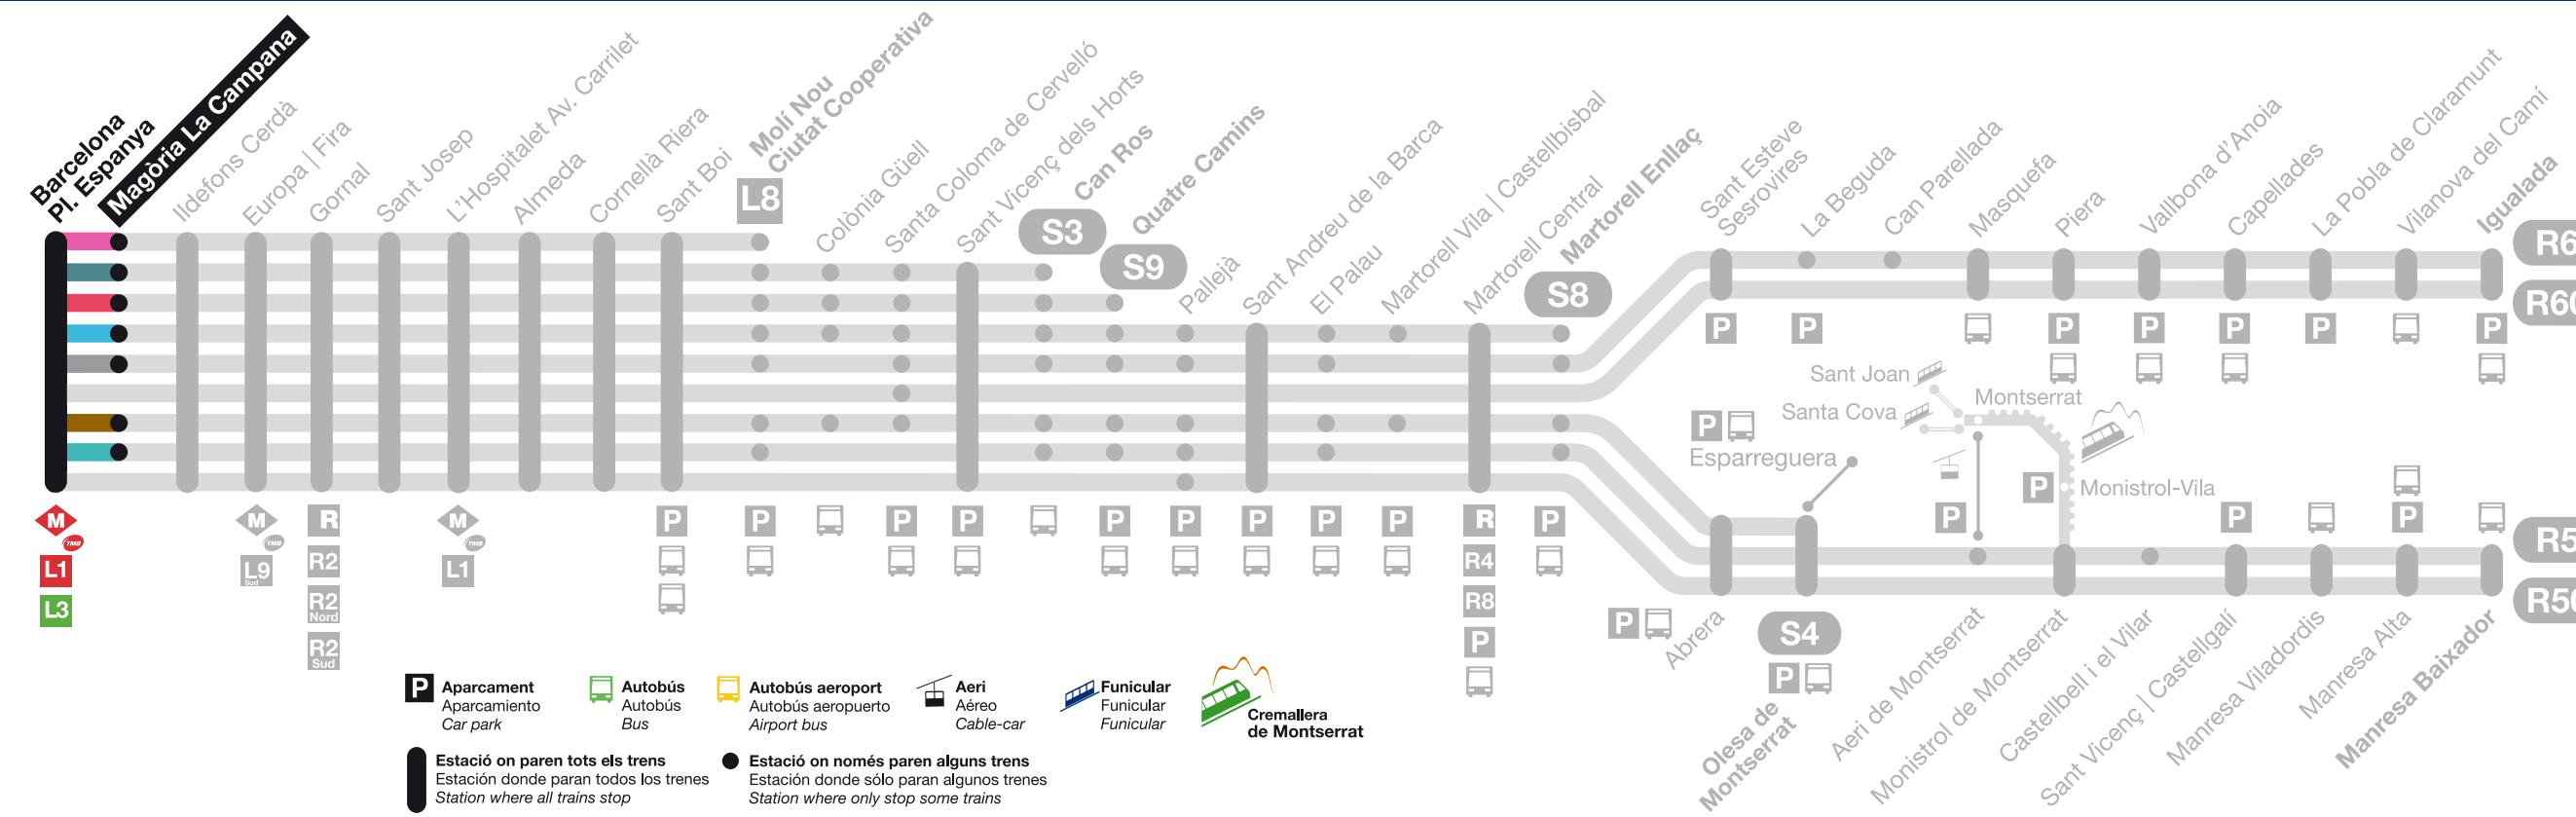 Barcelona
Pl. Espanya
Magòria La Campana
Ildefons Cerdà
Europa | Fira
Gornal
Sant Josep
L'Hospitalet Av. Carrilet
Almeda
Cornellà Riera
Sant Boi
Molí Nou
Ciutat Cooperativa
L8
Colònia Güell
Santa Coloma de Cervelló
Sant Vicenç dels Horts
Can Ros
S3
Quatre Camins
S9
Pallejà
Sant Andreu de la Barca
El Palau
Martorell Vila | Castellbisbal
Martorell Central
Martorell Enllaç
S8
Sant Esteve
Sesrovires
La Beguda
Can Parellada
Masquefa
Piera
Vallbona d'Anoia
Capellades
La Pobla de Claramunt
Vilanova del Camí
Igualada
R6
R60
P P P P P P P
Sant Joan
Santa Cova
Montserrat
P
Esparreguera
P
P
Monistrol-Vila
P
P
R5
R50
M
TMB
L1
L3
M
TMB
L9
Sud
R
R2
R2
Nord
R2
Sud
M
TMB
L1
P P P P P P P P P
R
R4
R8
P
P
P
Abrera
S4
P
Olesa de
Montserrat
Aeri de Montserrat
Monistrol de Montserrat
Castellbell i el Vilar
Sant Vicenç | Castellgalí
Manresa Viladordis
Manresa Alta
Manresa Baixador
P Aparcament
Aparcamiento
Car park
Autobús
Autobús
Bus
Autobús aeroport
Autobús aeropuerto
Airport bus
Aeri
Aéreo
Cable-car
Funicular
Funicular
Funicular
Cremallera
de Montserrat
Estació on paren tots els trens
Estación donde paran todos los trenes
Station where all trains stop
Estació on només paren alguns trens
Estación donde sólo paran algunos trenes
Station where only stop some trains